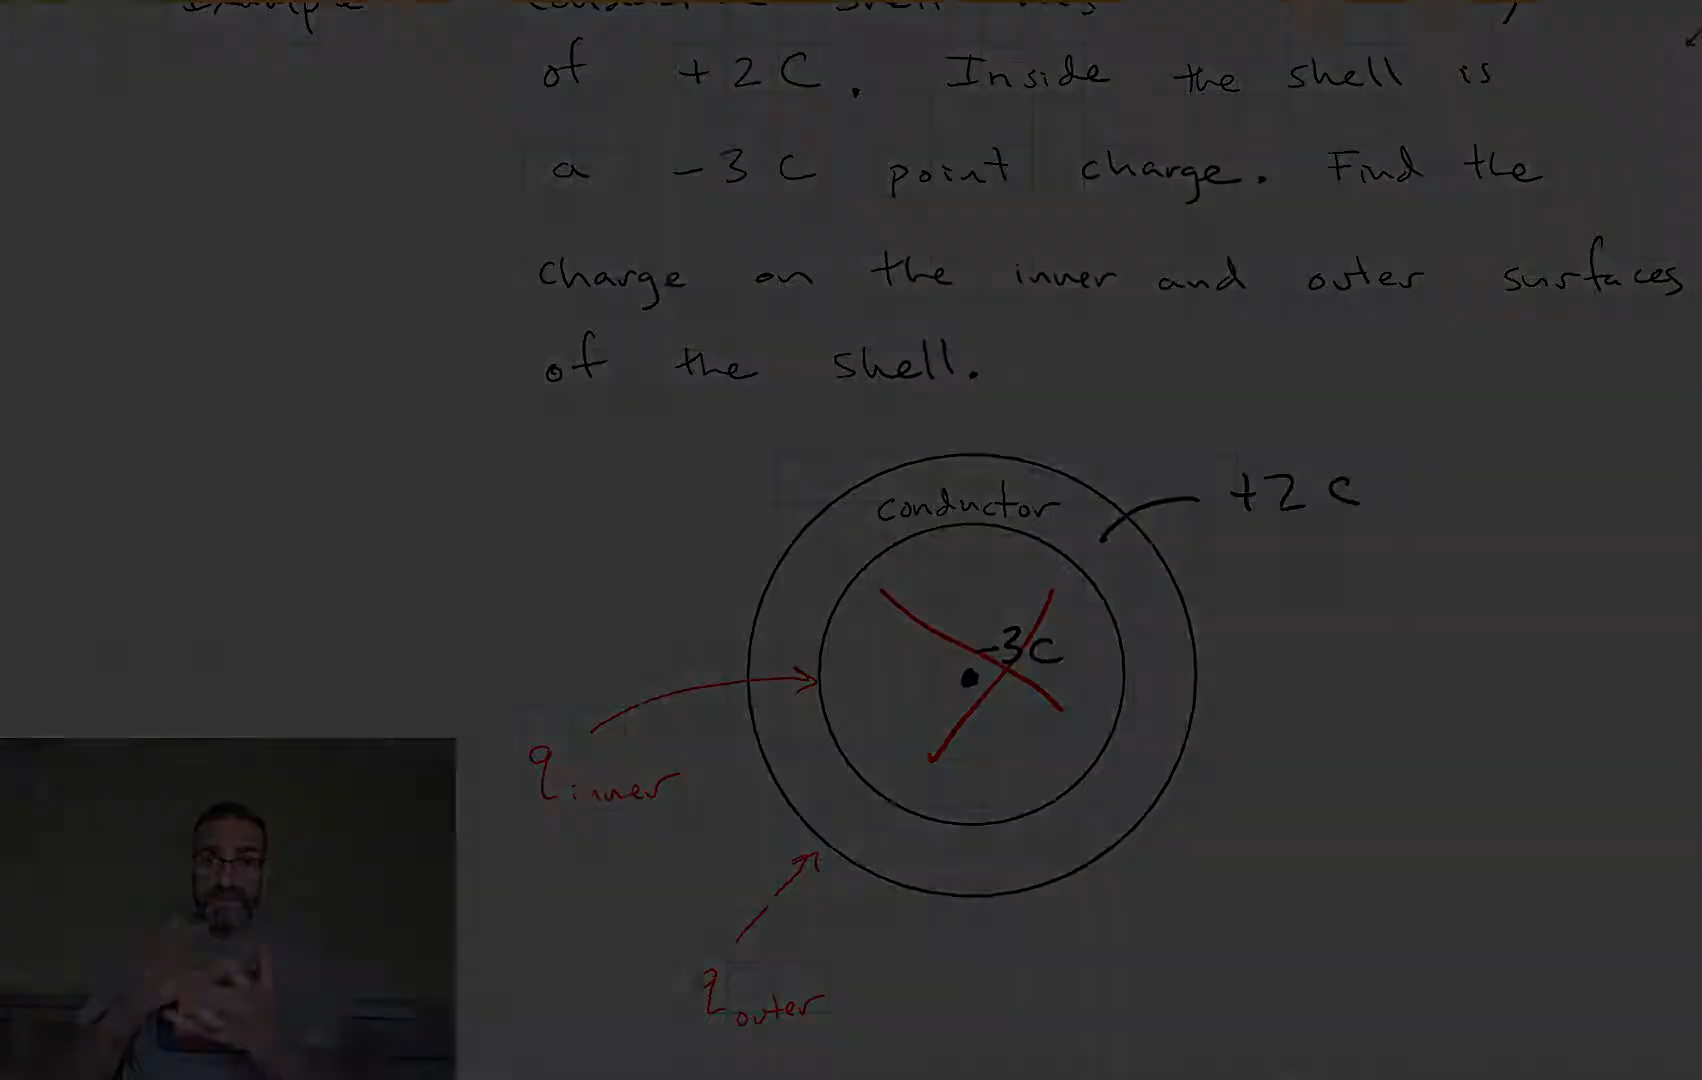 of +2C. Inside the shell is
a -3C point charge. Find the
charge on the inner and outer surfaces
of the shell.
conductor
+2C
-3C
q inner
q outer